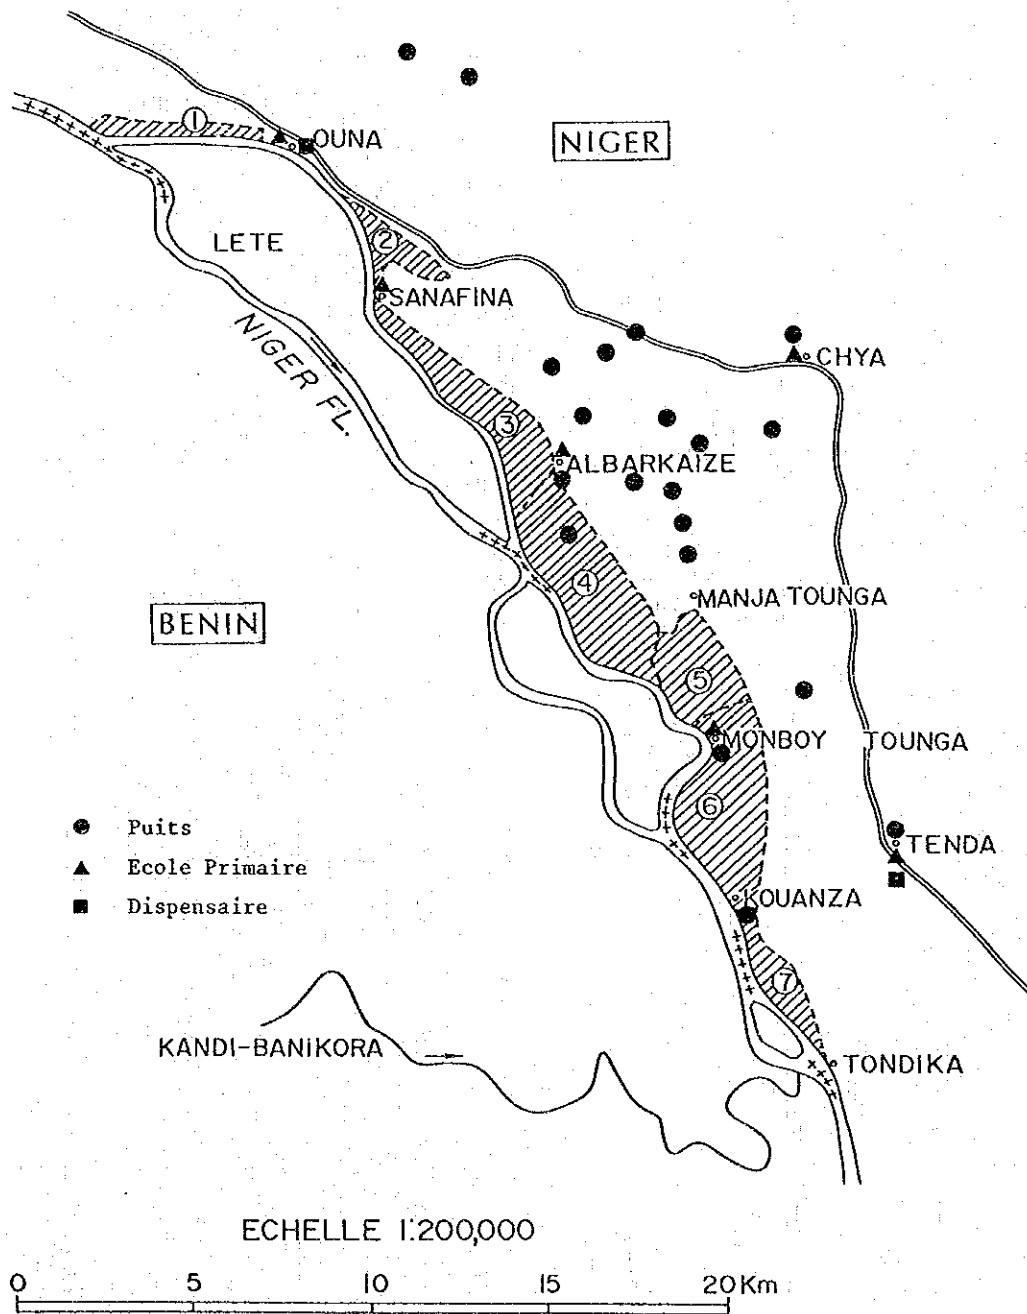 ①
OUNA
NIGER
②
LETE
SANAFINA
NIGER FL.
CHYA
③
ALBARKAIZE
④
MANJA TOUNGA
BENIN
⑤
MONBOY
TOUNGA
⑥
Puits
TENDA
Ecole Primaire
KOUANZA
Dispensaire
⑦
KANDI-BANIKORA
TONDIKA
ECHELLE 1:200,000
0 5 10 15 20Km